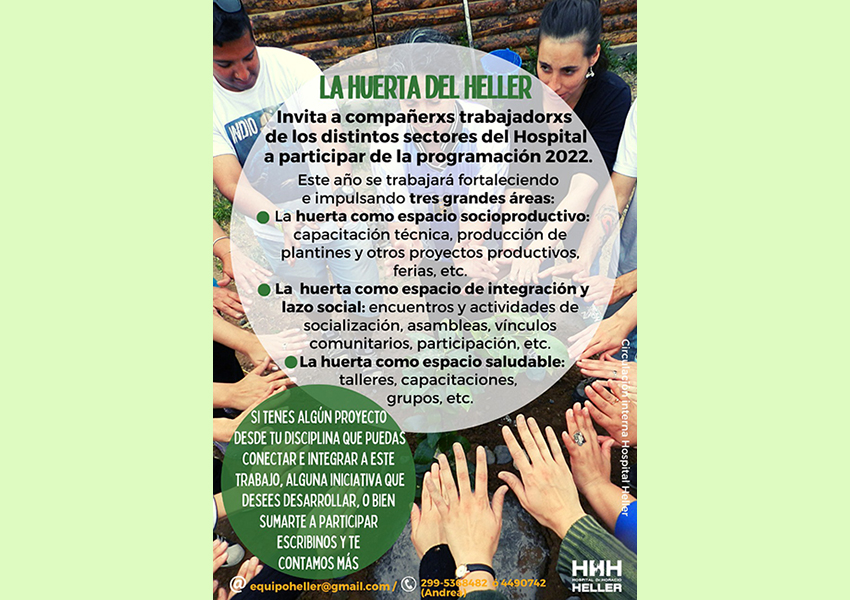 INDIO
LA HUERTA DEL HELLER
Invita a compañerxs trabajadorxs
de los distintos sectores del Hospital
a participar de la programación 2022.
Este año se trabajará fortaleciendo
e impulsando tres grandes áreas:
La huerta como espacio socioproductivo:
capacitación técnica, producción de
plantines y otros proyectos productivos,
ferias, etc.
La huerta como espacio de integración y
lazo social: encuentros y actividades de
socialización, asambleas, vínculos
comunitarios, participación, etc.
La huerta como espacio saludable:
talleres, capacitaciones,
grupos, etc.
SI TENES ALGÚN PROYECTO
DESDE TU DISCIPLINA QUE PUEDAS
CONECTAR E INTEGRAR A ESTE
TRABAJO, ALGUNA INICIATIVA QUE
DESEES DESARROLLAR, O BIEN
SUMARTE A PARTICIPAR
ESCRIBINOS Y TE
CONTAMOS MÁS
@ equipoheller@gmail.com /
299-5308482 o 4490742
(Andrea)
Circulación interna Hospital Heller
HHH
HOSPITAL Dr. HORACIO
HELLER